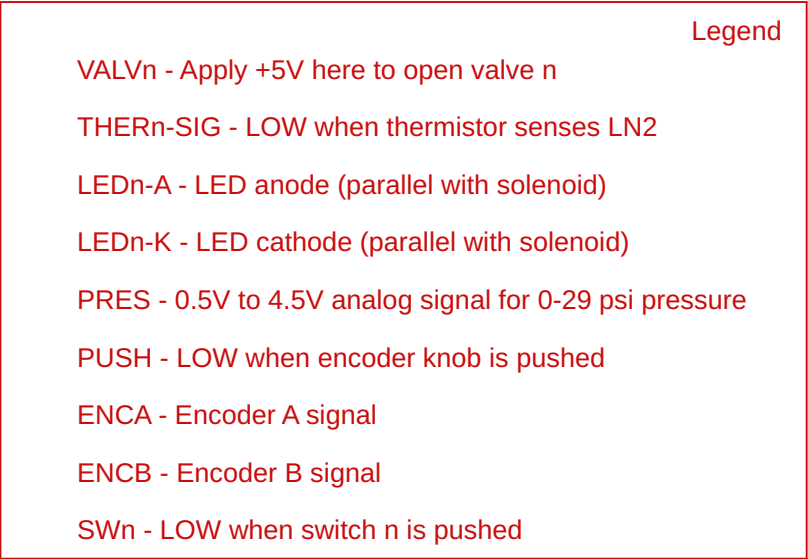 Legend
VALVn - Apply +5V here to open valve n
THERn-SIG - LOW when thermistor senses LN2
LEDn-A - LED anode (parallel with solenoid)
LEDn-K - LED cathode (parallel with solenoid)
PRES - 0.5V to 4.5V analog signal for 0-29 psi pressure
PUSH - LOW when encoder knob is pushed
ENCA - Encoder A signal
ENCB - Encoder B signal
SWn - LOW when switch n is pushed